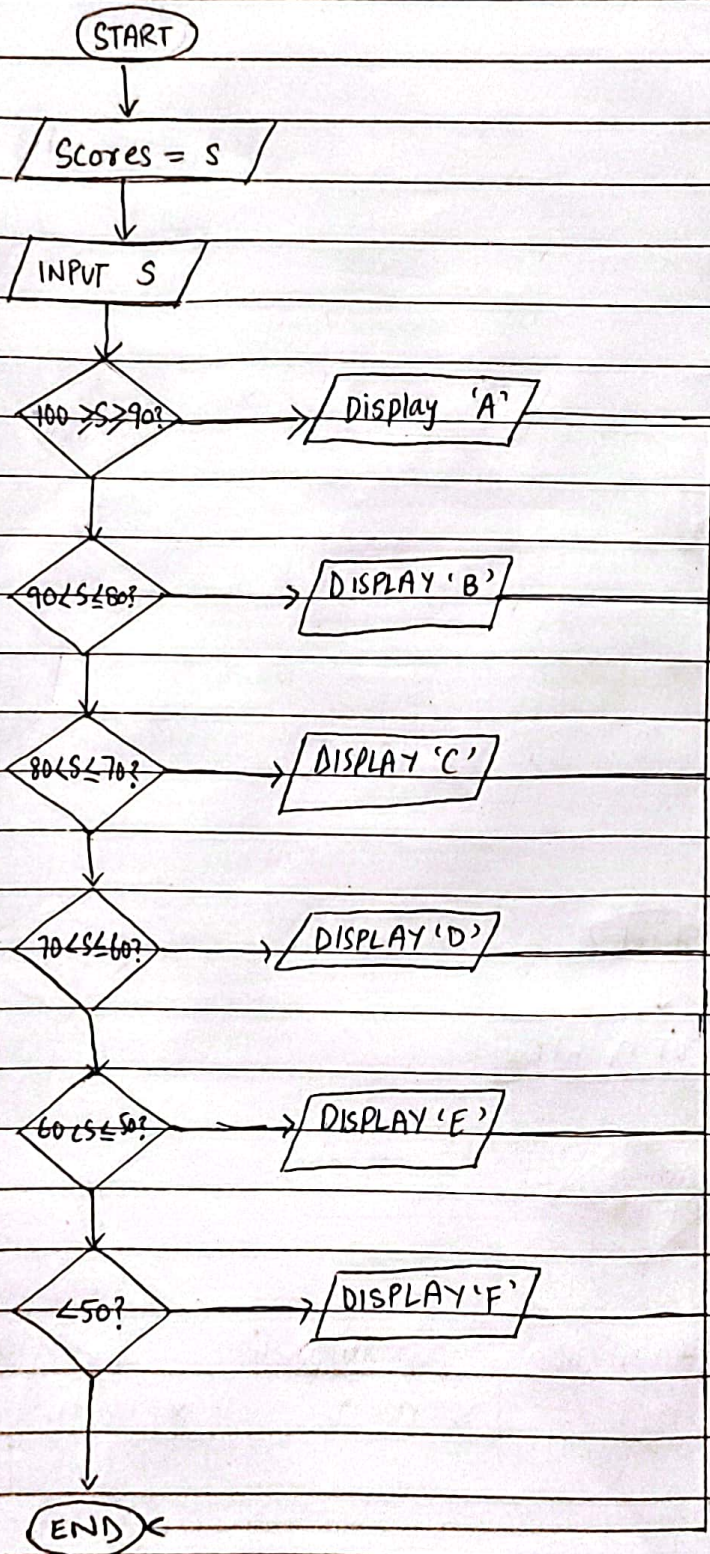 START
Scores = S
INPUT S
100 ≥ S ≥ 90?
Display 'A'
90 < S ≤ 80?
DISPLAY 'B'
80 < S ≤ 70?
DISPLAY 'C'
70 < S ≤ 60?
DISPLAY 'D'
60 < S ≤ 50?
DISPLAY 'E'
< 50?
DISPLAY 'F'
END